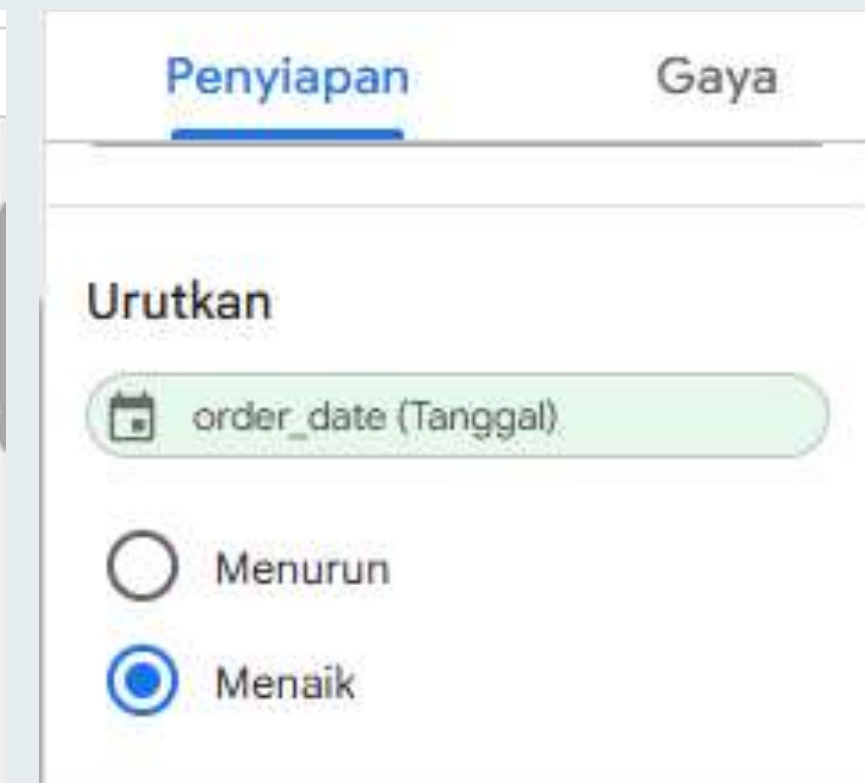 Penyiapan Gaya
Urutkan
order_date (Tanggal)
Menurun
Menaik